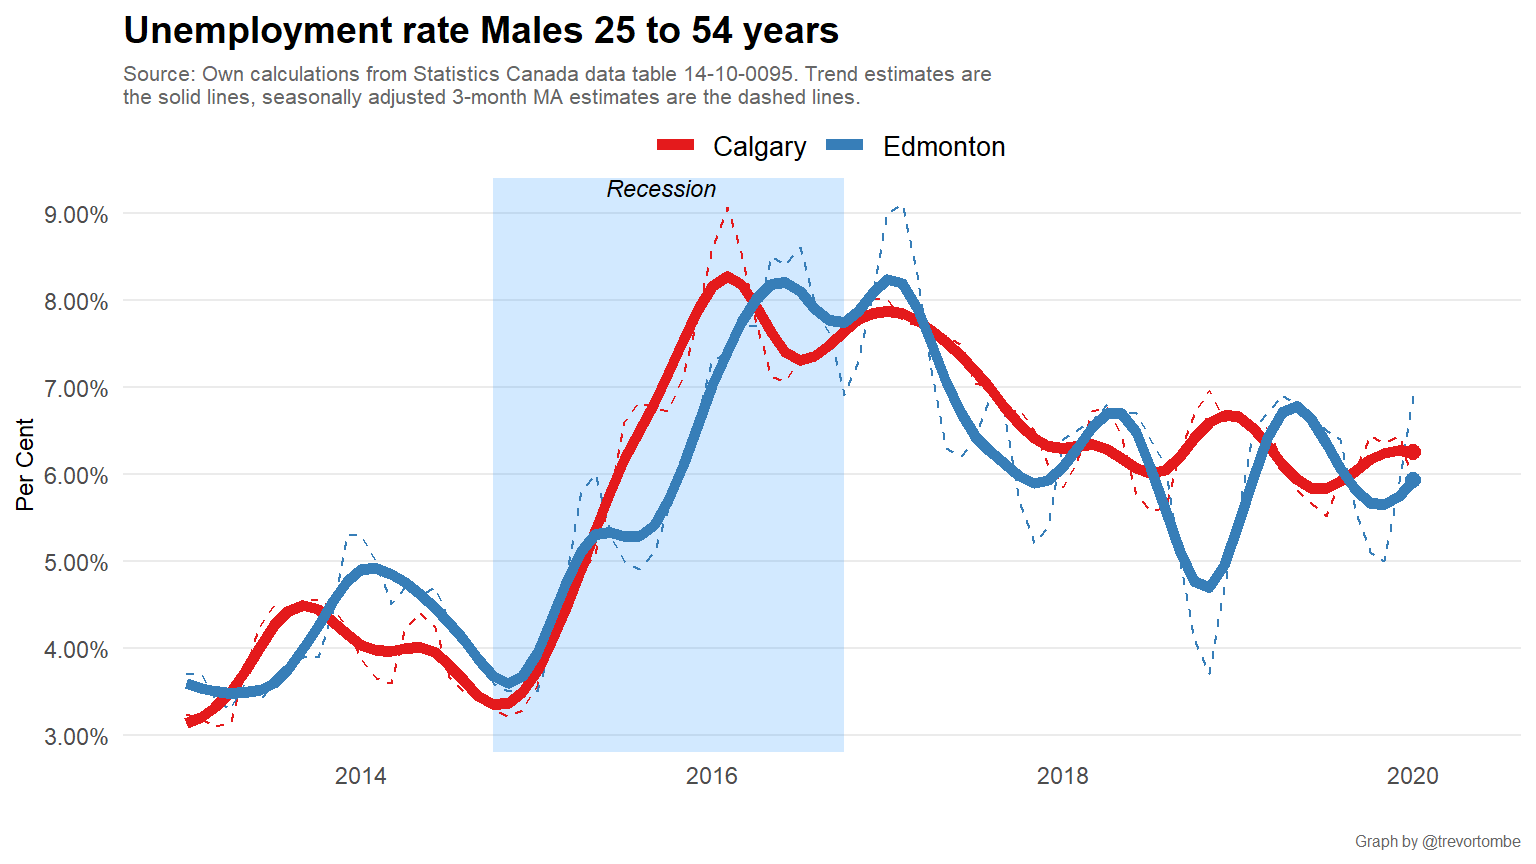 Unemployment rate Males 25 to 54 years
Source: Own calculations from Statistics Canada data table 14-10-0095. Trend estimates are
the solid lines, seasonally adjusted 3-month MA estimates are the dashed lines.
Calgary Edmonton
Recession
9.00%
8.00%
7.00%
6.00%
5.00%
4.00%
3.00%
Per Cent
2014 2016 2018 2020
Graph by @trevortombe